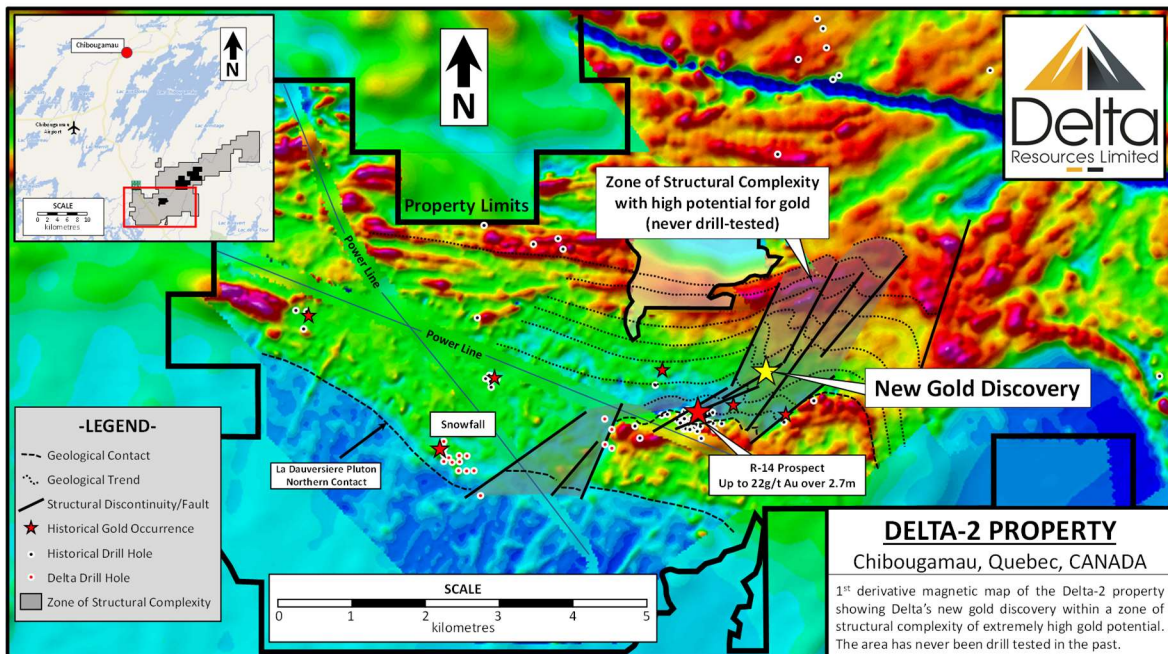 N
Chibougamau
Chibougamau
Airport
SCALE
0 2 4 6 8 10
kilometres
N
Delta
Resources Limited
Property Limits
Zone of Structural Complexity
with high potential for gold
(never drill-tested)
Power Line
Power Line
New Gold Discovery
Snowfall
La Dauversiere Pluton
Northern Contact
R-14 Prospect
Up to 22g/t Au over 2.7m
-LEGEND-
Geological Contact
Geological Trend
Structural Discontinuity/Fault
Historical Gold Occurrence
Historical Drill Hole
Delta Drill Hole
Zone of Structural Complexity
SCALE
0 1 2 3 4 5
kilometres
DELTA-2 PROPERTY
Chibougamau, Quebec, CANADA
1st derivative magnetic map of the Delta-2 property
showing Delta's new gold discovery within a zone of
structural complexity of extremely high gold potential.
The area has never been drill tested in the past.